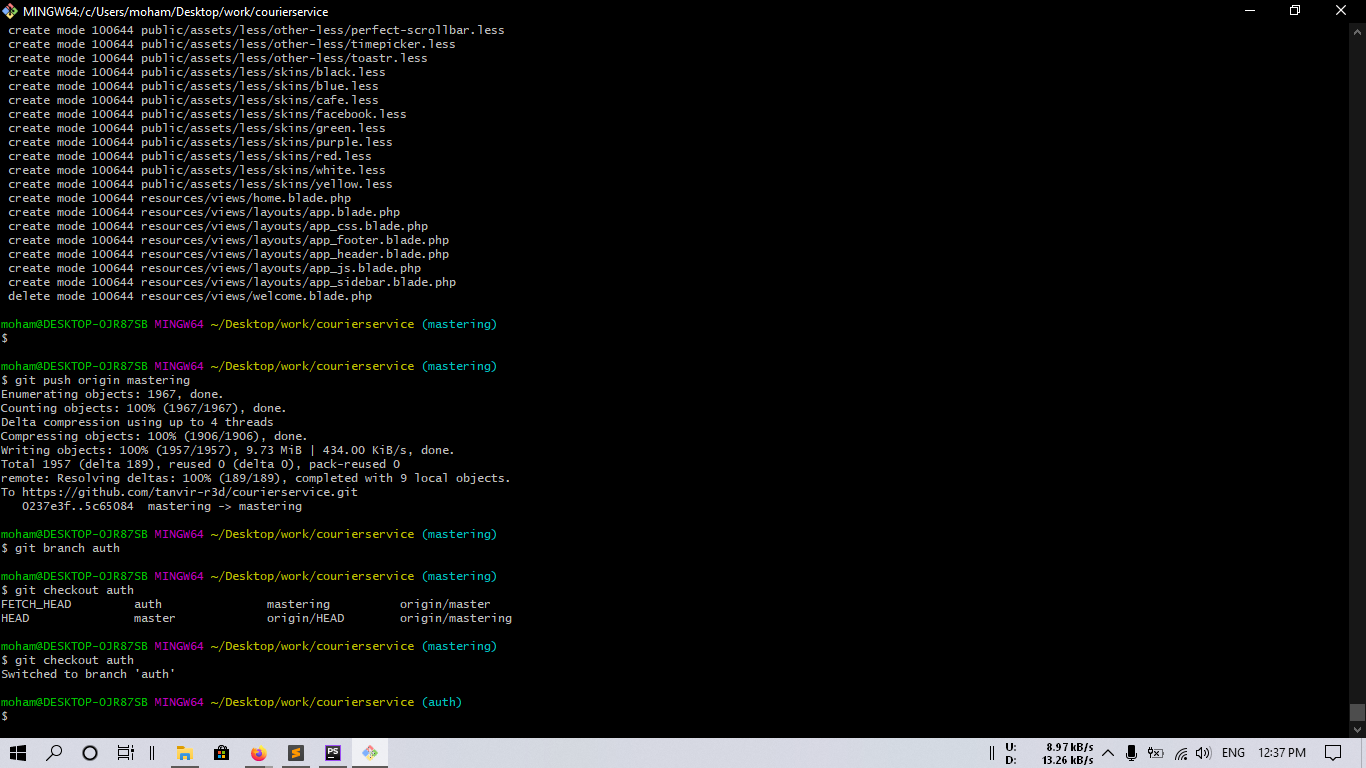 MINGW64:/c/Users/moham/Desktop/work/courierservice
create mode 100644 public/assets/less/other-less/perfect-scrollbar.less
create mode 100644 public/assets/less/other-less/timepicker.less
create mode 100644 public/assets/less/other-less/toastr.less
create mode 100644 public/assets/less/skins/black.less
create mode 100644 public/assets/less/skins/blue.less
create mode 100644 public/assets/less/skins/cafe.less
create mode 100644 public/assets/less/skins/facebook.less
create mode 100644 public/assets/less/skins/green.less
create mode 100644 public/assets/less/skins/purple.less
create mode 100644 public/assets/less/skins/red.less
create mode 100644 public/assets/less/skins/white.less
create mode 100644 public/assets/less/skins/yellow.less
create mode 100644 resources/views/home.blade.php
create mode 100644 resources/views/layouts/app.blade.php
create mode 100644 resources/views/layouts/app_css.blade.php
create mode 100644 resources/views/layouts/app_footer.blade.php
create mode 100644 resources/views/layouts/app_header.blade.php
create mode 100644 resources/views/layouts/app_js.blade.php
create mode 100644 resources/views/layouts/app_sidebar.blade.php
delete mode 100644 resources/views/welcome.blade.php
moham@DESKTOP-OJR87SB MINGW64 ~/Desktop/work/courierservice (mastering)
$
moham@DESKTOP-OJR87SB MINGW64 ~/Desktop/work/courierservice (mastering)
$ git push origin mastering
Enumerating objects: 1967, done.
Counting objects: 100% (1967/1967), done.
Delta compression using up to 4 threads
Compressing objects: 100% (1906/1906), done.
Writing objects: 100% (1957/1957), 9.73 MiB | 434.00 KiB/s, done.
Total 1957 (delta 189), reused 0 (delta 0), pack-reused 0
remote: Resolving deltas: 100% (189/189), completed with 9 local objects.
To https://github.com/tanvir-r3d/courierservice.git
0237e3f..5c65084 mastering -> mastering
moham@DESKTOP-OJR87SB MINGW64 ~/Desktop/work/courierservice (mastering)
$ git branch auth
moham@DESKTOP-OJR87SB MINGW64 ~/Desktop/work/courierservice (mastering)
$ git checkout auth
FETCH_HEAD auth mastering origin/master
HEAD master origin/HEAD origin/mastering
moham@DESKTOP-OJR87SB MINGW64 ~/Desktop/work/courierservice (mastering)
$ git checkout auth
Switched to branch 'auth'
moham@DESKTOP-OJR87SB MINGW64 ~/Desktop/work/courierservice (auth)
$
U: 8.97 kB/s
D: 13.26 kB/s
PS
ENG
12:37 PM